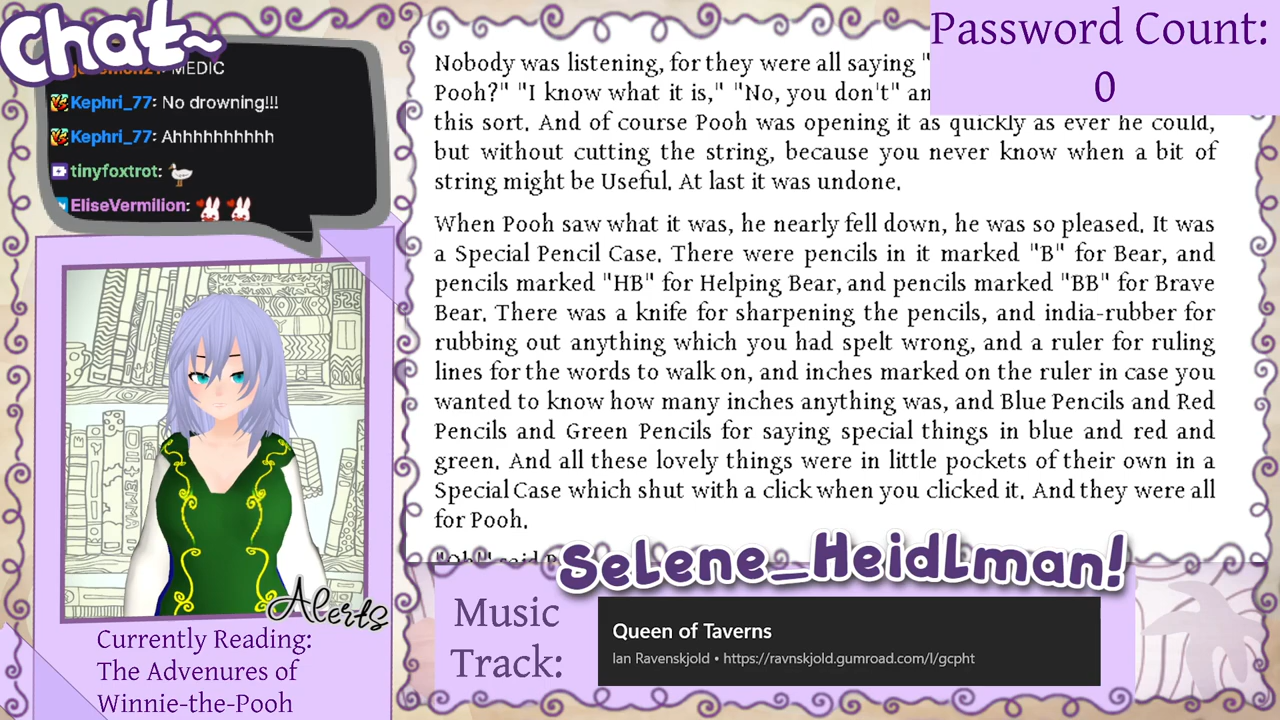 Chat~
MEDIC
Kephri_77: No drowning!!!
Kephri_77: Ahhhhhhhhhh
tinyfoxtrot:
EliseVermilion:
Password Count:
0
Nobody was listening, for they were all saying "
Pooh?" "I know what it is," "No, you don't" an
this sort. And of course Pooh was opening it as quickly as ever he could,
but without cutting the string, because you never know when a bit of
string might be Useful. At last it was undone.
When Pooh saw what it was, he nearly fell down, he was so pleased. It was
a Special Pencil Case. There were pencils in it marked "B" for Bear, and
pencils marked "HB" for Helping Bear, and pencils marked "BB" for Brave
Bear. There was a knife for sharpening the pencils, and india-rubber for
rubbing out anything which you had spelt wrong, and a ruler for ruling
lines for the words to walk on, and inches marked on the ruler in case you
wanted to know how many inches anything was, and Blue Pencils and Red
Pencils and Green Pencils for saying special things in blue and red and
green. And all these lovely things were in little pockets of their own in a
Special Case which shut with a click when you clicked it. And they were all
for Pooh.
Selene_Heidlman!
Alerts
Currently Reading:
The Advenures of
Winnie-the-Pooh
Music
Track:
Queen of Taverns
Ian Ravenskjold • https://ravnskjold.gumroad.com/l/gcpht